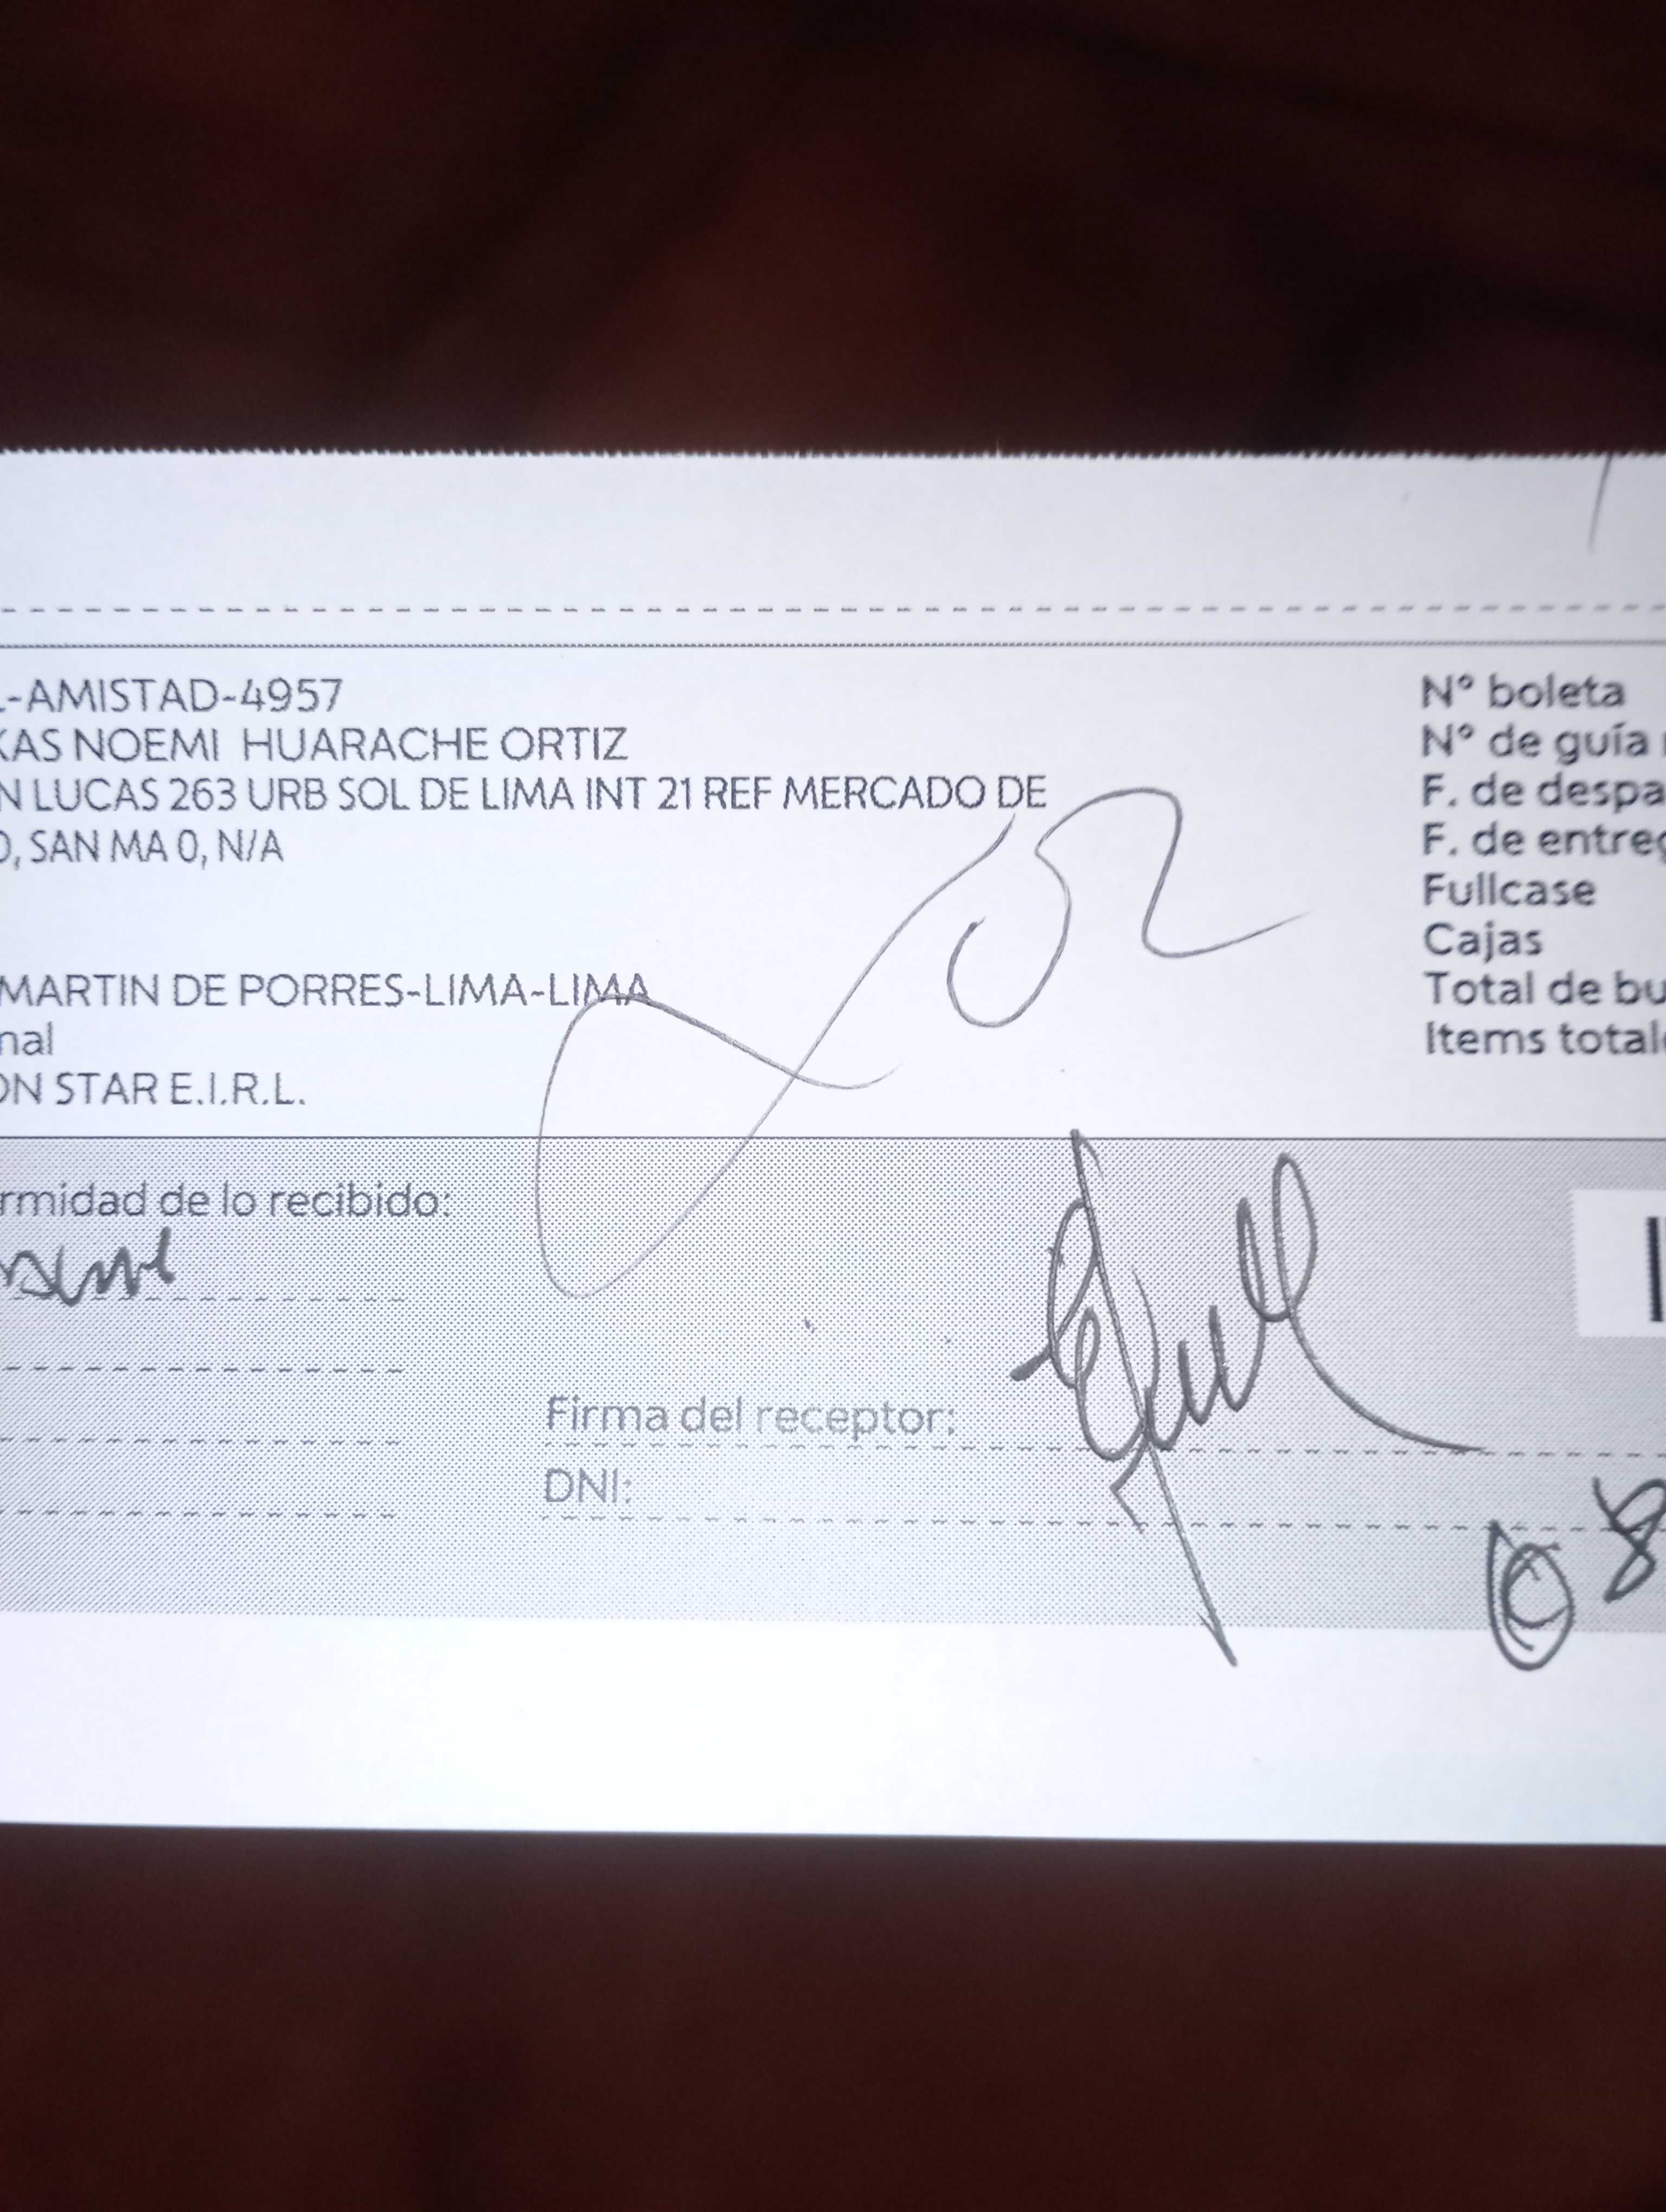 L-AMISTAD-4957
KAS NOEMI HUARACHE ORTIZ
N LUCAS 263 URB SOL DE LIMA INT 21 REF MERCADO DE
O, SAN MA 0, N/A
MARTIN DE PORRES-LIMA-LIMA
nal
ON STAR E.I.R.L.
N° boleta
N° de guía
F. de despa
F. de entreg
Fullcase
Cajas
Total de bu
Items total
rmidad de lo recibido:
Firma del receptor:
DNI:
08